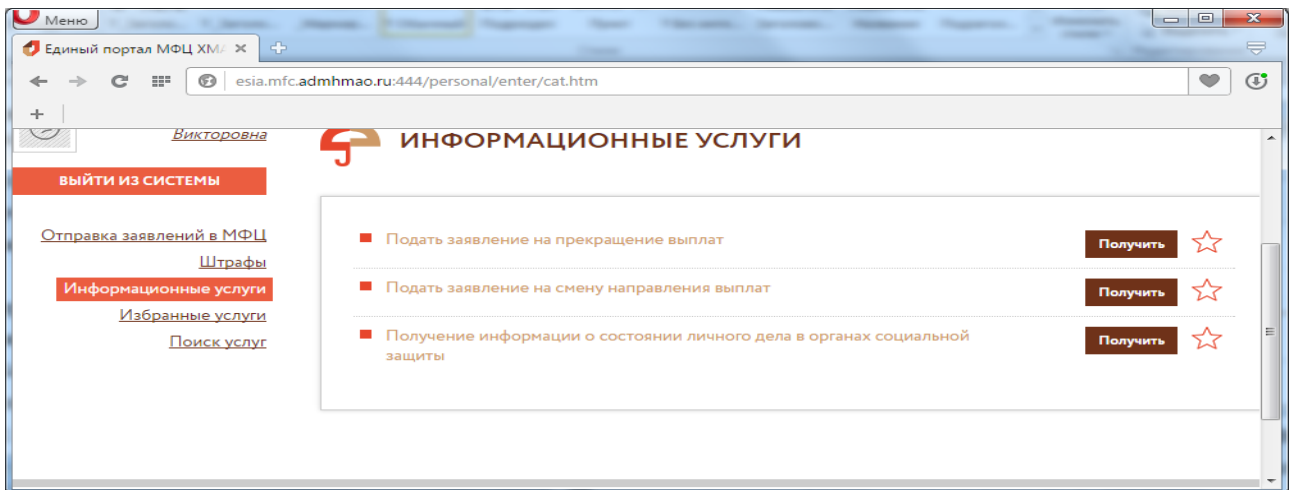 Меню
Единый портал МФЦ ХМА
esia.mfc.admhmao.ru:444/personal/enter/cat.htm
Викторовна
ИНФОРМАЦИОННЫЕ УСЛУГИ
ВЫЙТИ ИЗ СИСТЕМЫ
Отправка заявлений в МФЦ
Штрафы
Информационные услуги
Избранные услуги
Поиск услуг
Подать заявление на прекращение выплат
Получить
Подать заявление на смену направления выплат
Получить
Получение информации о состоянии личного дела в органах социальной
защиты
Получить